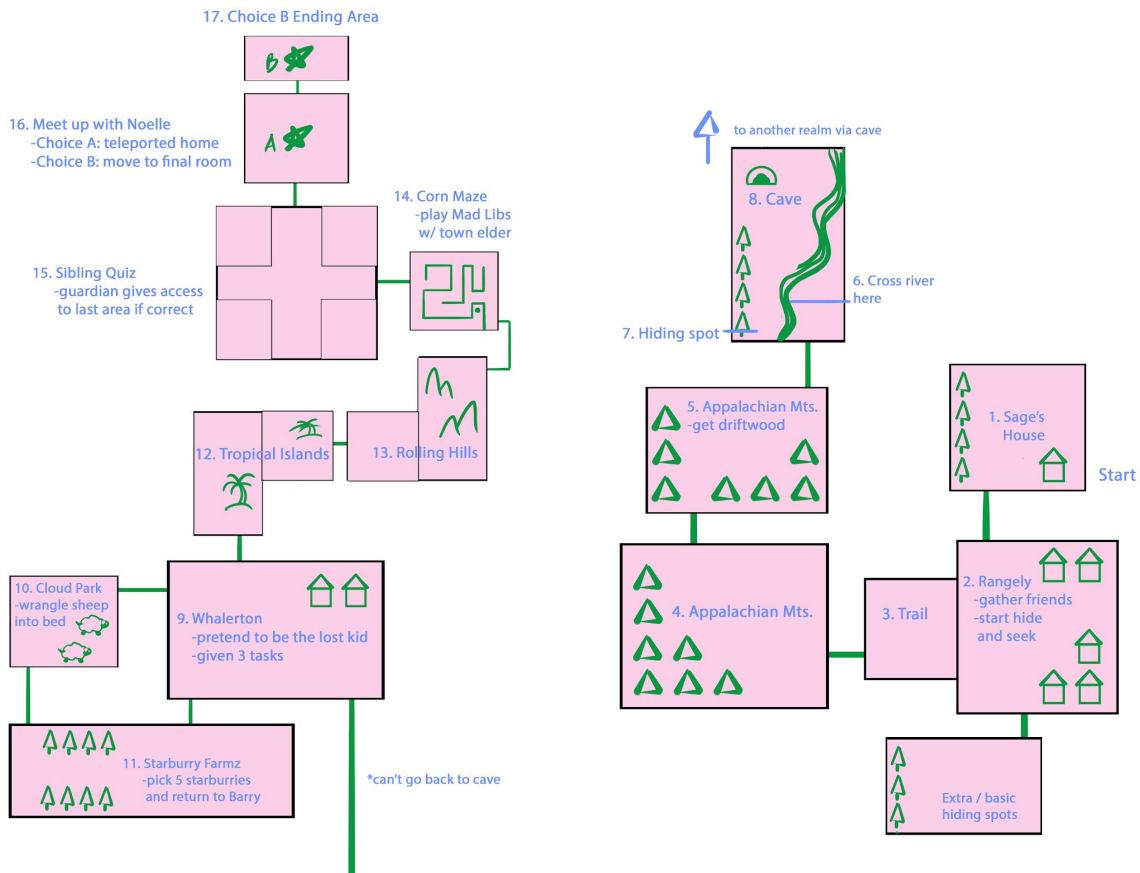 17. Choice B Ending Area
B
16. Meet up with Noelle
-Choice A: teleported home
-Choice B: move to final room
A
14. Corn Maze
-play Mad Libs
w/ town elder
15. Sibling Quiz
-guardian gives access
to last area if correct
12. Tropical Islands
13. Rolling Hills
10. Cloud Park
-wrangle sheep
into bed
9. Whalerton
-pretend to be the lost kid
-given 3 tasks
11. Starburry Farmz
-pick 5 starburries
and return to Barry
*can't go back to cave
to another realm via cave
8. Cave
6. Cross river
here
7. Hiding spot
5. Appalachian Mts.
-get driftwood
1. Sage's
House
Start
4. Appalachian Mts.
3. Trail
2. Rangely
-gather friends
-start hide
and seek
Extra / basic
hiding spots